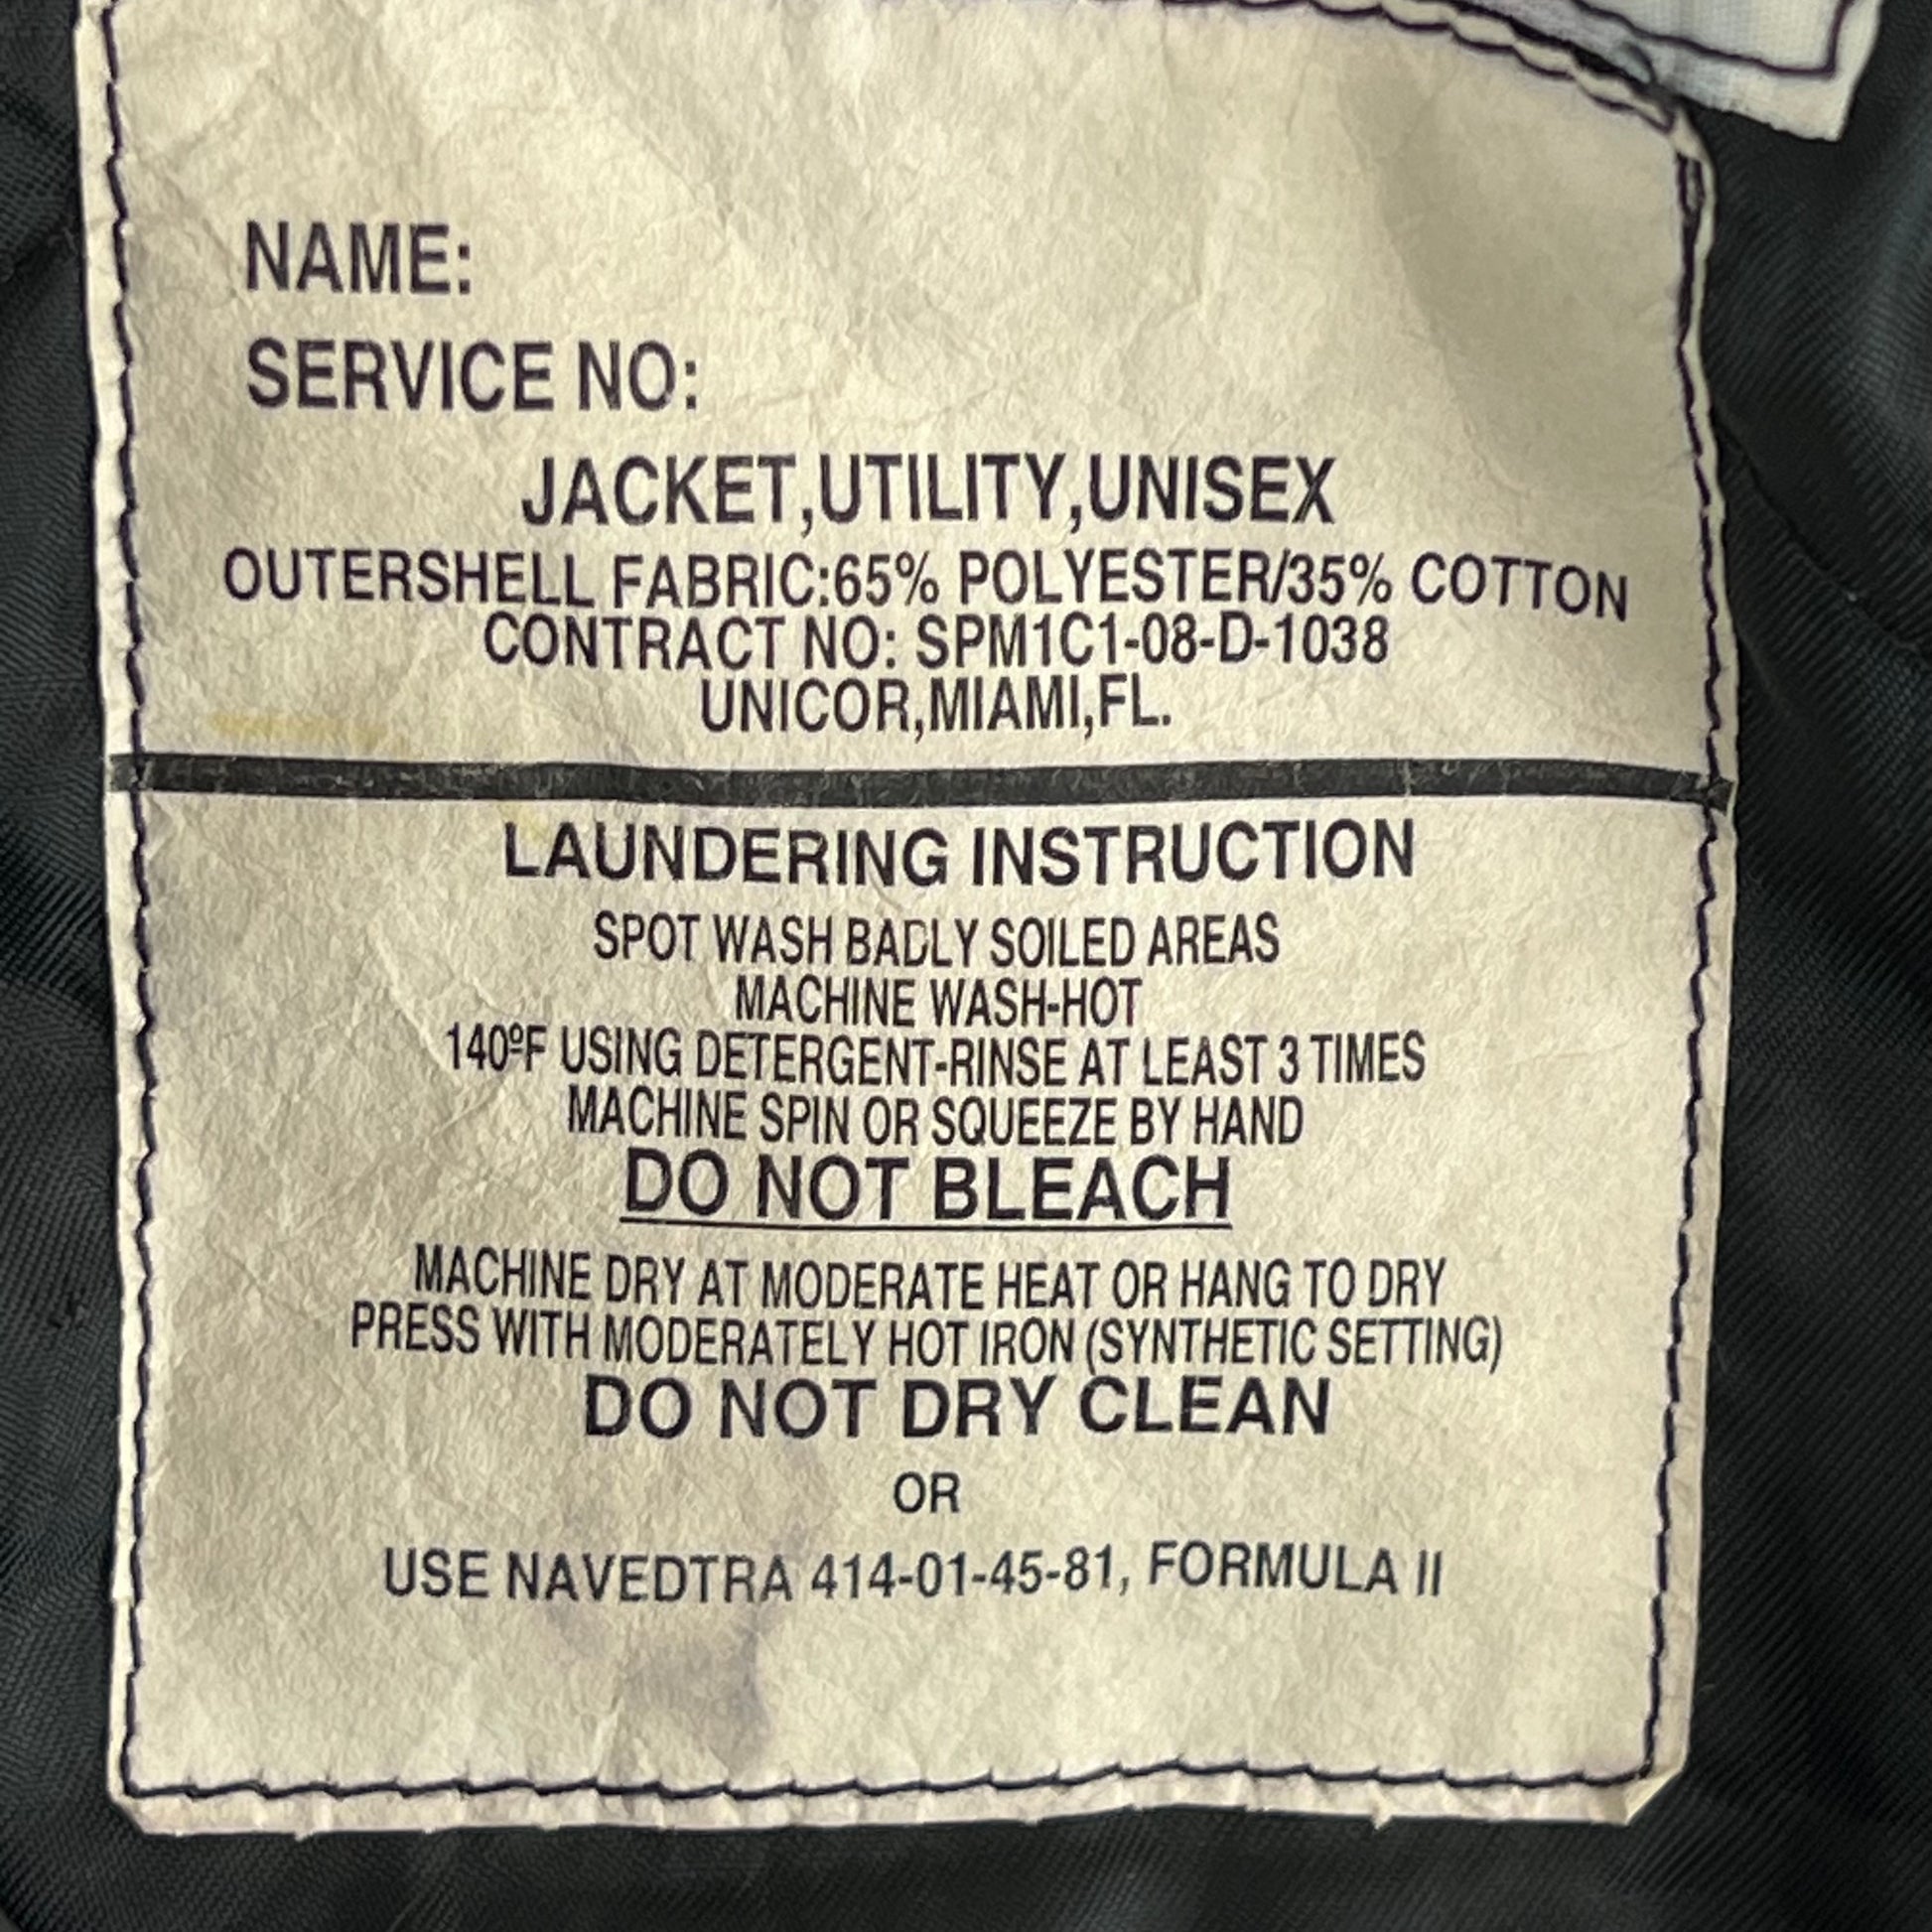 NAME:
SERVICE NO:
JACKET,UTILITY,UNISEX
OUTERSHELL FABRIC:65% POLYESTER/35% COTTON
CONTRACT NO: SPM1C1-08-D-1038
UNICOR,MIAMI,FL.
LAUNDERING INSTRUCTION
SPOT WASH BADLY SOILED AREAS
MACHINE WASH-HOT
140ºF USING DETERGENT-RINSE AT LEAST 3 TIMES
MACHINE SPIN OR SQUEEZE BY HAND
DO NOT BLEACH
MACHINE DRY AT MODERATE HEAT OR HANG TO DRY
PRESS WITH MODERATELY HOT IRON (SYNTHETIC SETTING)
DO NOT DRY CLEAN
OR
USE NAVEDTRA 414-01-45-81, FORMULA II